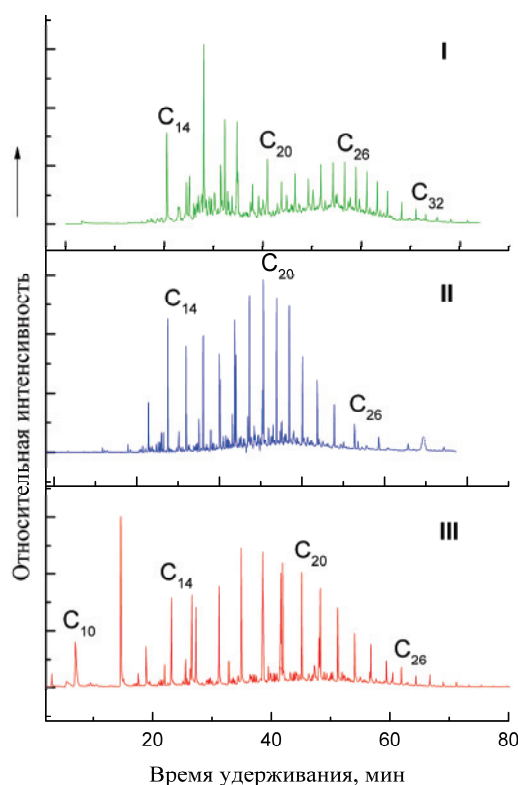 I
C₁₄
C₂₀
C₂₆
C₃₂
II
C₁₄
C₂₀
C₂₆
III
C₁₀
C₁₄
C₂₀
C₂₆
Относительная интенсивность
20 40 60 80
Время удерживания, мин